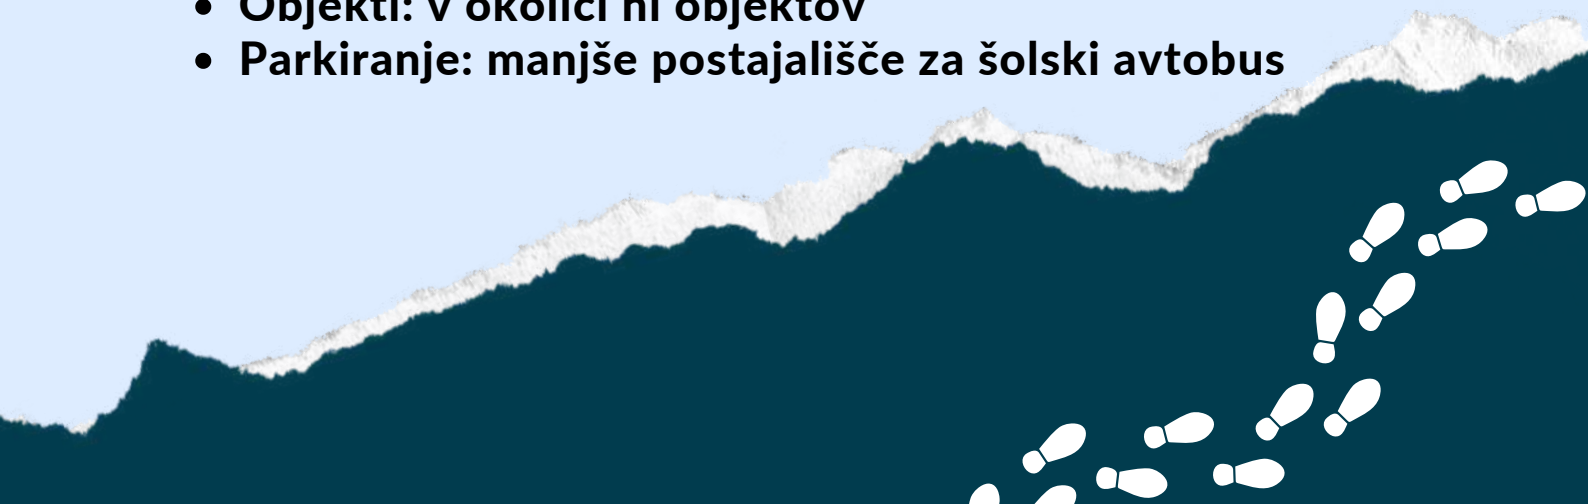 • Objekti: v okolici ni objektov
• Parkiranje: manjše postajališče za šolski avtobus